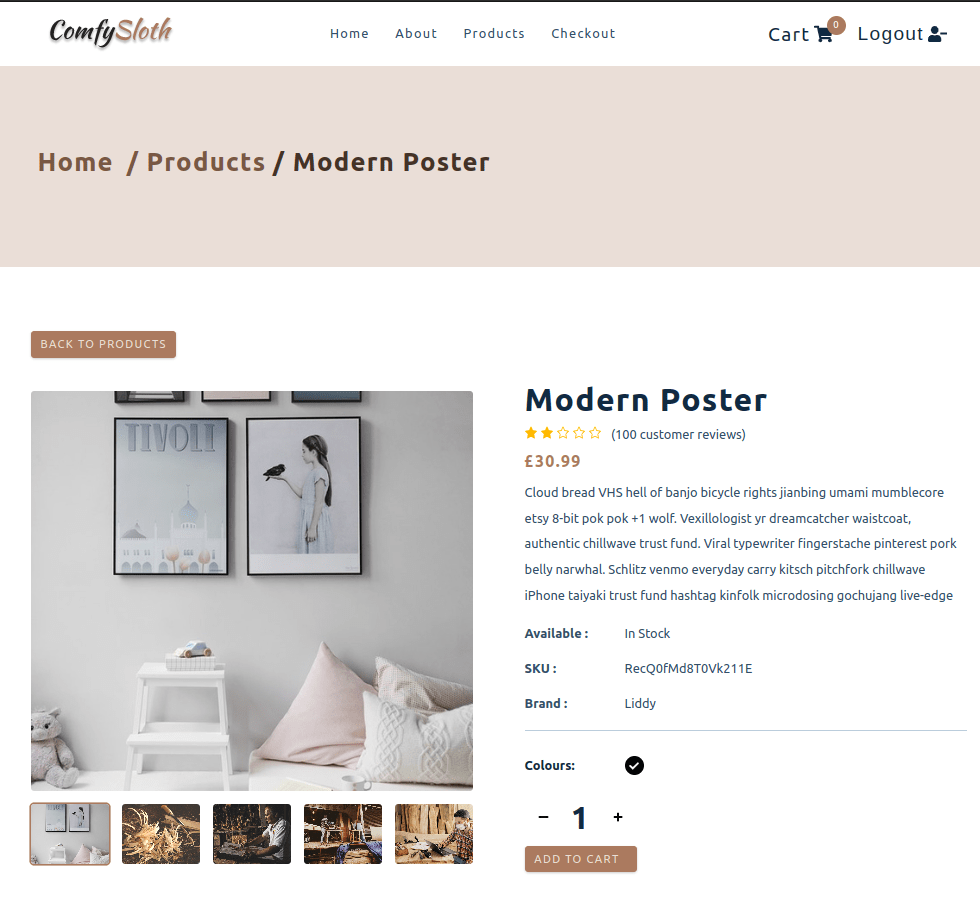 ComfySloth
Home About Products Checkout
Cart 0 Logout
Home / Products / Modern Poster
BACK TO PRODUCTS
TIVOLI
Modern Poster
(100 customer reviews)
£30.99
Cloud bread VHS hell of banjo bicycle rights jianbing umami mumblecore
etsy 8-bit pok pok +1 wolf. Vexillologist yr dreamcatcher waistcoat,
authentic chillwave trust fund. Viral typewriter fingerstache pinterest pork
belly narwhal. Schlitz venmo everyday carry kitsch pitchfork chillwave
iPhone taiyaki trust fund hashtag kinfolk microdosing gochujang live-edge
Available : In Stock
SKU : RecQ0fMd8T0Vk211E
Brand : Liddy
Colours:
− 1 +
ADD TO CART